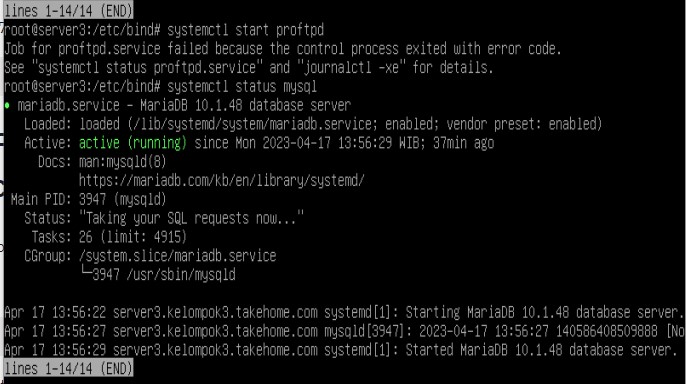 lines 1-14/14 (END)
root@server3:/etc/bind# systemctl start proftpd
Job for proftpd.service failed because the control process exited with error code.
See "systemctl status proftpd.service" and "journalctl -xe" for details.
root@server3:/etc/bind# systemctl status mysql
● mariadb.service - MariaDB 10.1.48 database server
Loaded: loaded (/lib/systemd/system/mariadb.service; enabled; vendor preset: enabled)
Active: active (running) since Mon 2023-04-17 13:56:29 WIB; 37min ago
Docs: man:mysqld(8)
https://mariadb.com/kb/en/library/systemd/
Main PID: 3947 (mysqld)
Status: "Taking your SQL requests now..."
Tasks: 26 (limit: 4915)
CGroup: /system.slice/mariadb.service
└─3947 /usr/sbin/mysqld
Apr 17 13:56:22 server3.kelompok3.takehome.com systemd[1]: Starting MariaDB 10.1.48 database server.
Apr 17 13:56:27 server3.kelompok3.takehome.com mysqld[3947]: 2023-04-17 13:56:27 140586408509888 [No
Apr 17 13:56:29 server3.kelompok3.takehome.com systemd[1]: Started MariaDB 10.1.48 database server.
lines 1-14/14 (END)